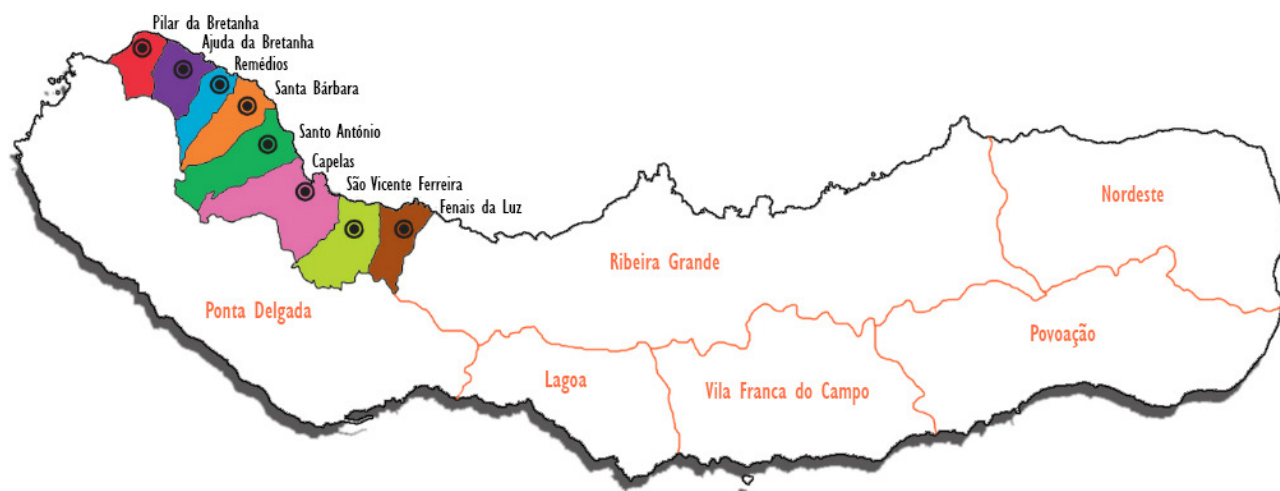 Pilar da Bretanha
Ajuda da Bretanha
Remédios
Santa Bárbara
Santo António
Capelas
São Vicente Ferreira
Fenais da Luz
Nordeste
Ribeira Grande
Ponta Delgada
Povoação
Lagoa
Vila Franca do Campo